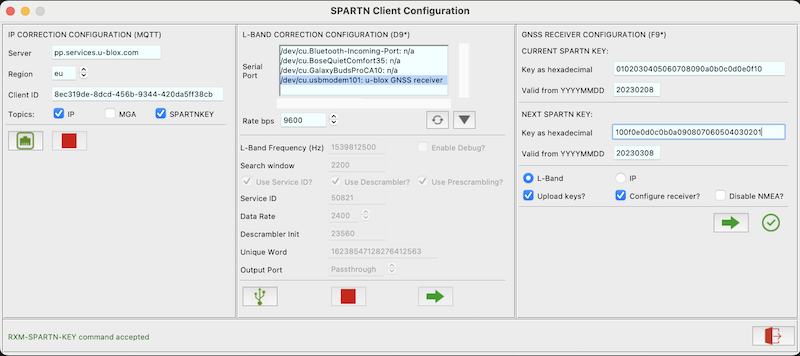 SPARTN Client Configuration
IP CORRECTION CONFIGURATION (MQTT)
Server pp.services.u-blox.com
Region eu
Client ID 8ec319de-8dcd-456b-9344-420da5ff38cb
Topics: IP MGA SPARTNKEY
L-BAND CORRECTION CONFIGURATION (D9*)
Serial Port
/dev/cu.Bluetooth-Incoming-Port: n/a
/dev/cu.BoseQuietComfort35: n/a
/dev/cu.GalaxyBudsProCA10: n/a
/dev/cu.usbmodem101: u-blox GNSS receiver
Rate bps 9600
L-Band Frequency (Hz) 1539812500 Enable Debug?
Search window 2200
Use Service ID? Use Descrambler? Use Prescrambling?
Service ID 50821
Data Rate 2400
Descrambler Init 23560
Unique Word 16238547128276412563
Output Port Passthrough
GNSS RECEIVER CONFIGURATION (F9*)
CURRENT SPARTN KEY:
Key as hexadecimal 0102030405060708090a0b0c0d0e0f10
Valid from YYYYMMDD 20230208
NEXT SPARTN KEY:
Key as hexadecimal 100f0e0d0c0b0a090807060504030201
Valid from YYYYMMDD 20230308
L-Band IP
Upload keys? Configure receiver? Disable NMEA?
RXM-SPARTN-KEY command accepted